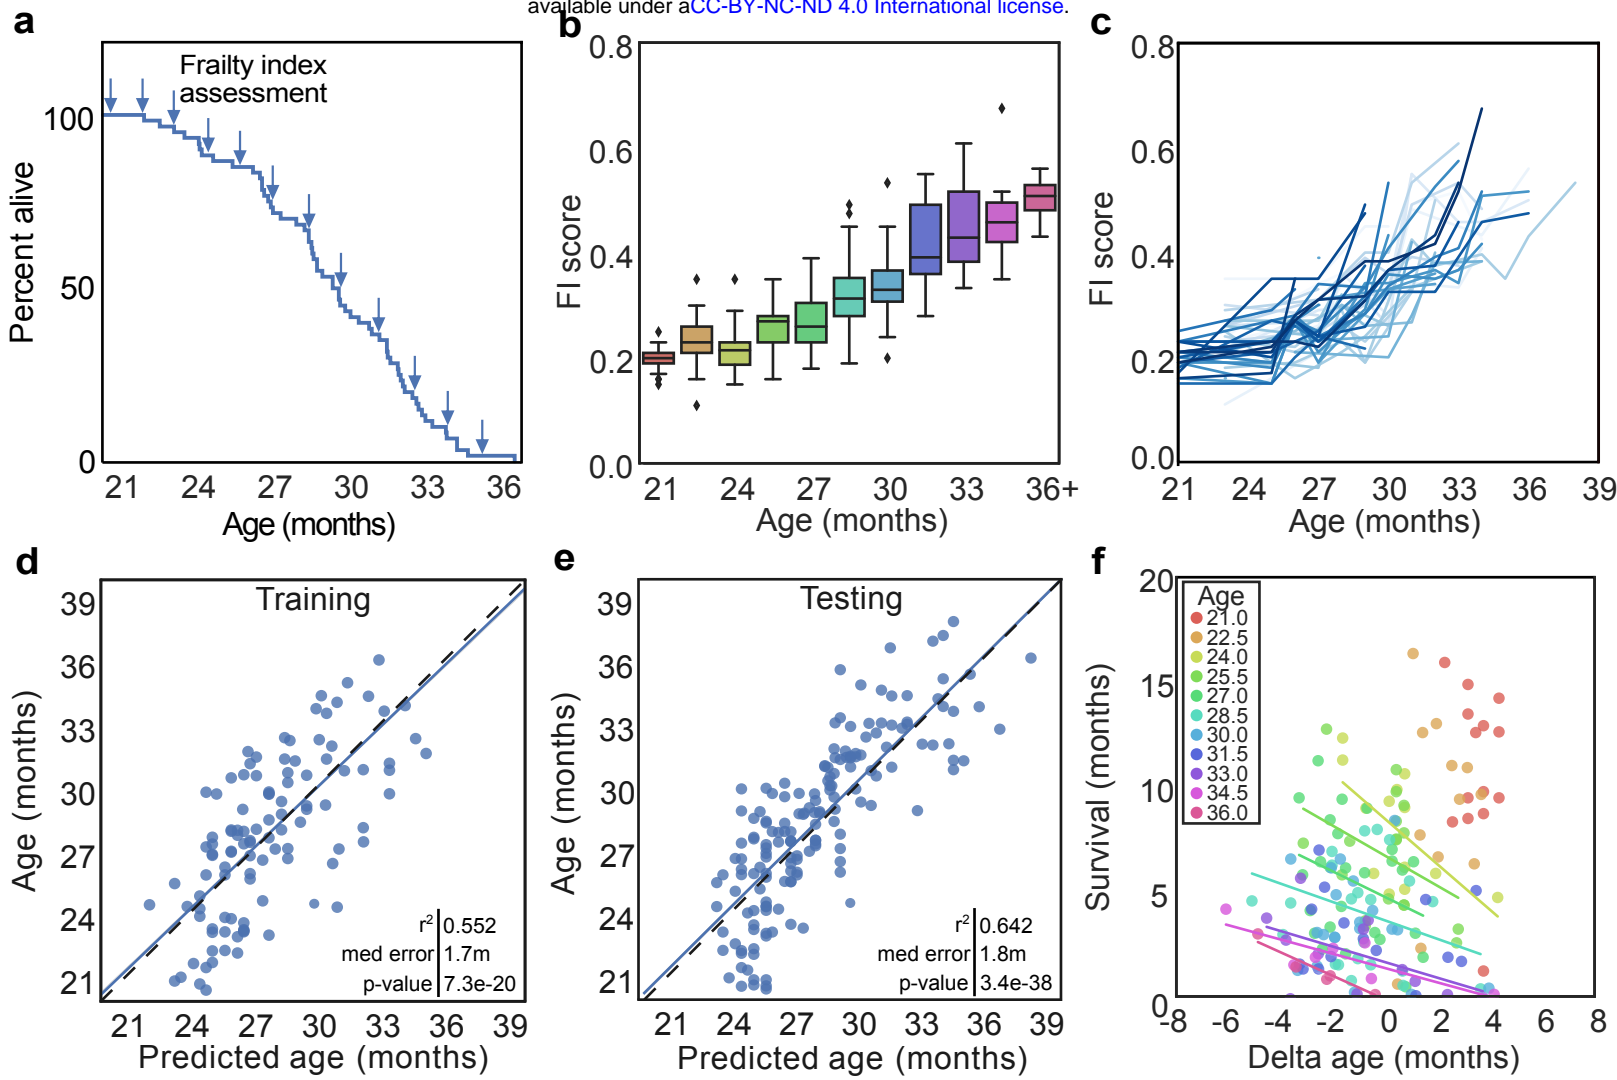 available under aCC-BY-NC-ND 4.0 International license.
a
Frailty index
assessment
100
50
0
Percent alive
21 24 27 30 33 36
Age (months)
b
0.8
0.6
0.4
0.2
0.0
FI score
21 24 27 30 33 36+
Age (months)
c
0.8
0.6
0.4
0.2
0.0
FI score
21 24 27 30 33 36 39
Age (months)
d
Training
39
36
33
30
27
24
21
Age (months)
r² 0.552
med error 1.7m
p-value 7.3e-20
21 24 27 30 33 36 39
Predicted age (months)
e
Testing
39
36
33
30
27
24
21
Age (months)
r² 0.642
med error 1.8m
p-value 3.4e-38
21 24 27 30 33 36 39
Predicted age (months)
f
20
15
10
5
0
Survival (months)
Age
21.0
22.5
24.0
25.5
27.0
28.5
30.0
31.5
33.0
34.5
36.0
-8 -6 -4 -2 0 2 4 6 8
Delta age (months)